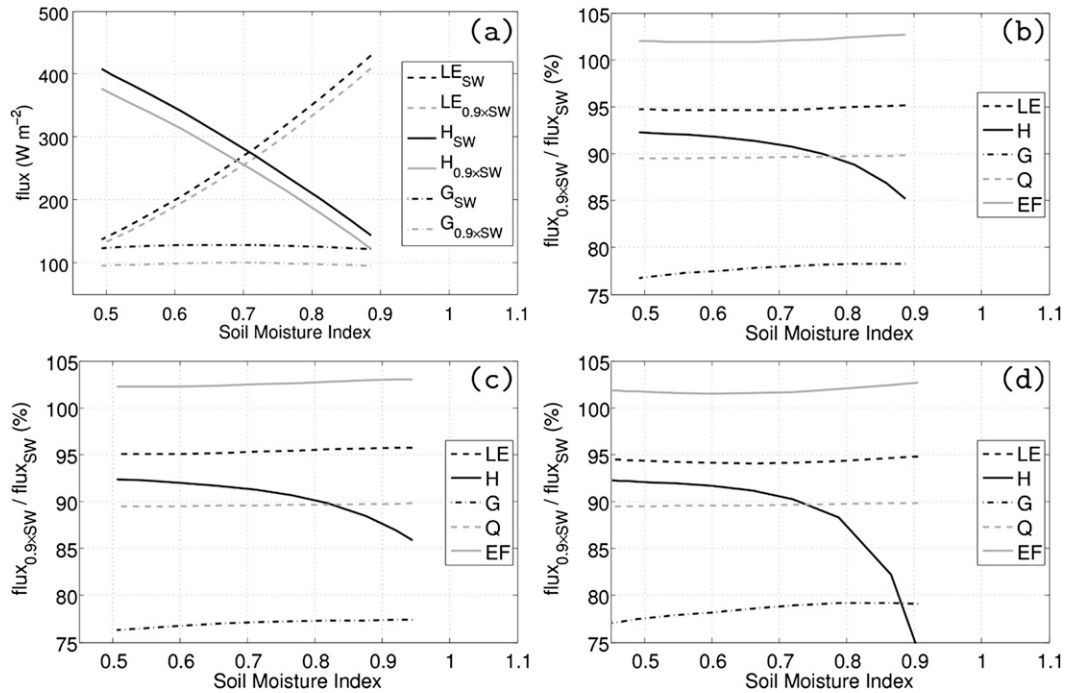 (a)
flux (W m⁻²)
500
400
300
200
100
0.5 0.6 0.7 0.8 0.9 1 1.1
Soil Moisture Index
LE_SW
LE_0.9×SW
H_SW
H_0.9×SW
G_SW
G_0.9×SW
(b)
flux_0.9×SW / flux_SW (%)
105
100
95
90
85
80
75
0.5 0.6 0.7 0.8 0.9 1 1.1
Soil Moisture Index
LE
H
G
Q
EF
(c)
flux_0.9×SW / flux_SW (%)
105
100
95
90
85
80
75
0.5 0.6 0.7 0.8 0.9 1 1.1
Soil Moisture Index
LE
H
G
Q
EF
(d)
flux_0.9×SW / flux_SW (%)
105
100
95
90
85
80
75
0.5 0.6 0.7 0.8 0.9 1 1.1
Soil Moisture Index
LE
H
G
Q
EF